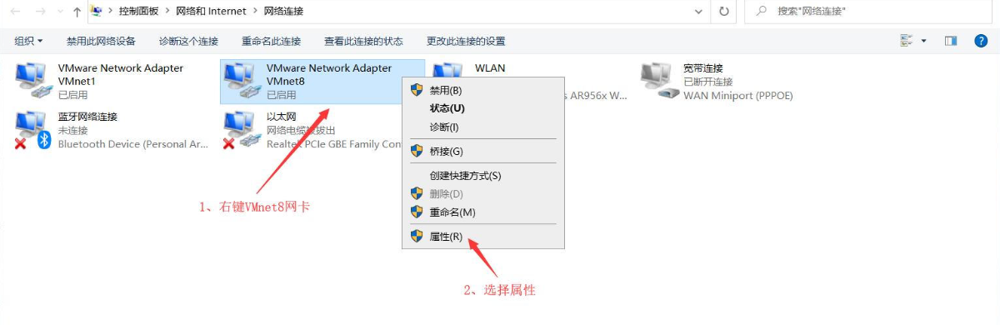 控制面板 > 网络和 Internet > 网络连接
搜索"网络连接"
组织 禁用此网络设备 诊断这个连接 重命名此连接 查看此连接的状态 更改此连接的设置
VMware Network Adapter
VMnet1
已启用
VMware Network Adapter
VMnet8
已启用
WLAN
s AR956x W...
宽带连接
已断开连接
WAN Miniport (PPPOE)
蓝牙网络连接
未连接
Bluetooth Device (Personal Ar...
以太网
网络电缆被拔出
Realtek PCIe GBE Family Con
禁用(B)
状态(U)
诊断(I)
桥接(G)
创建快捷方式(S)
删除(D)
重命名(M)
属性(R)
1、右键VMnet8网卡
2、选择属性